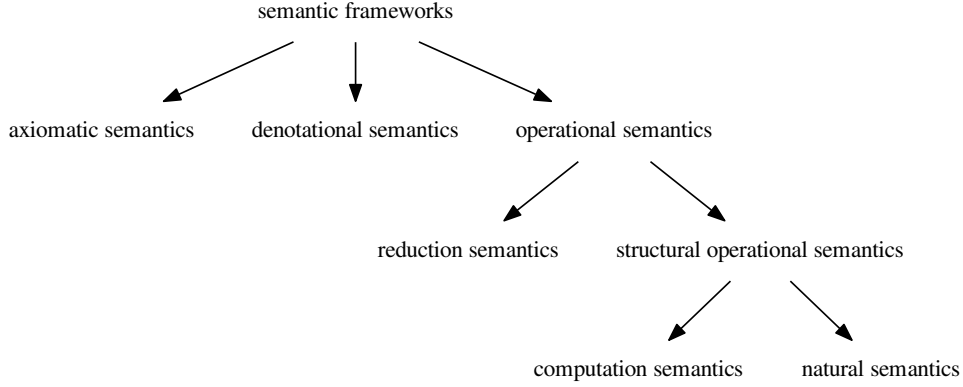 semantic frameworks
axiomatic semantics
denotational semantics
operational semantics
reduction semantics
structural operational semantics
computation semantics
natural semantics